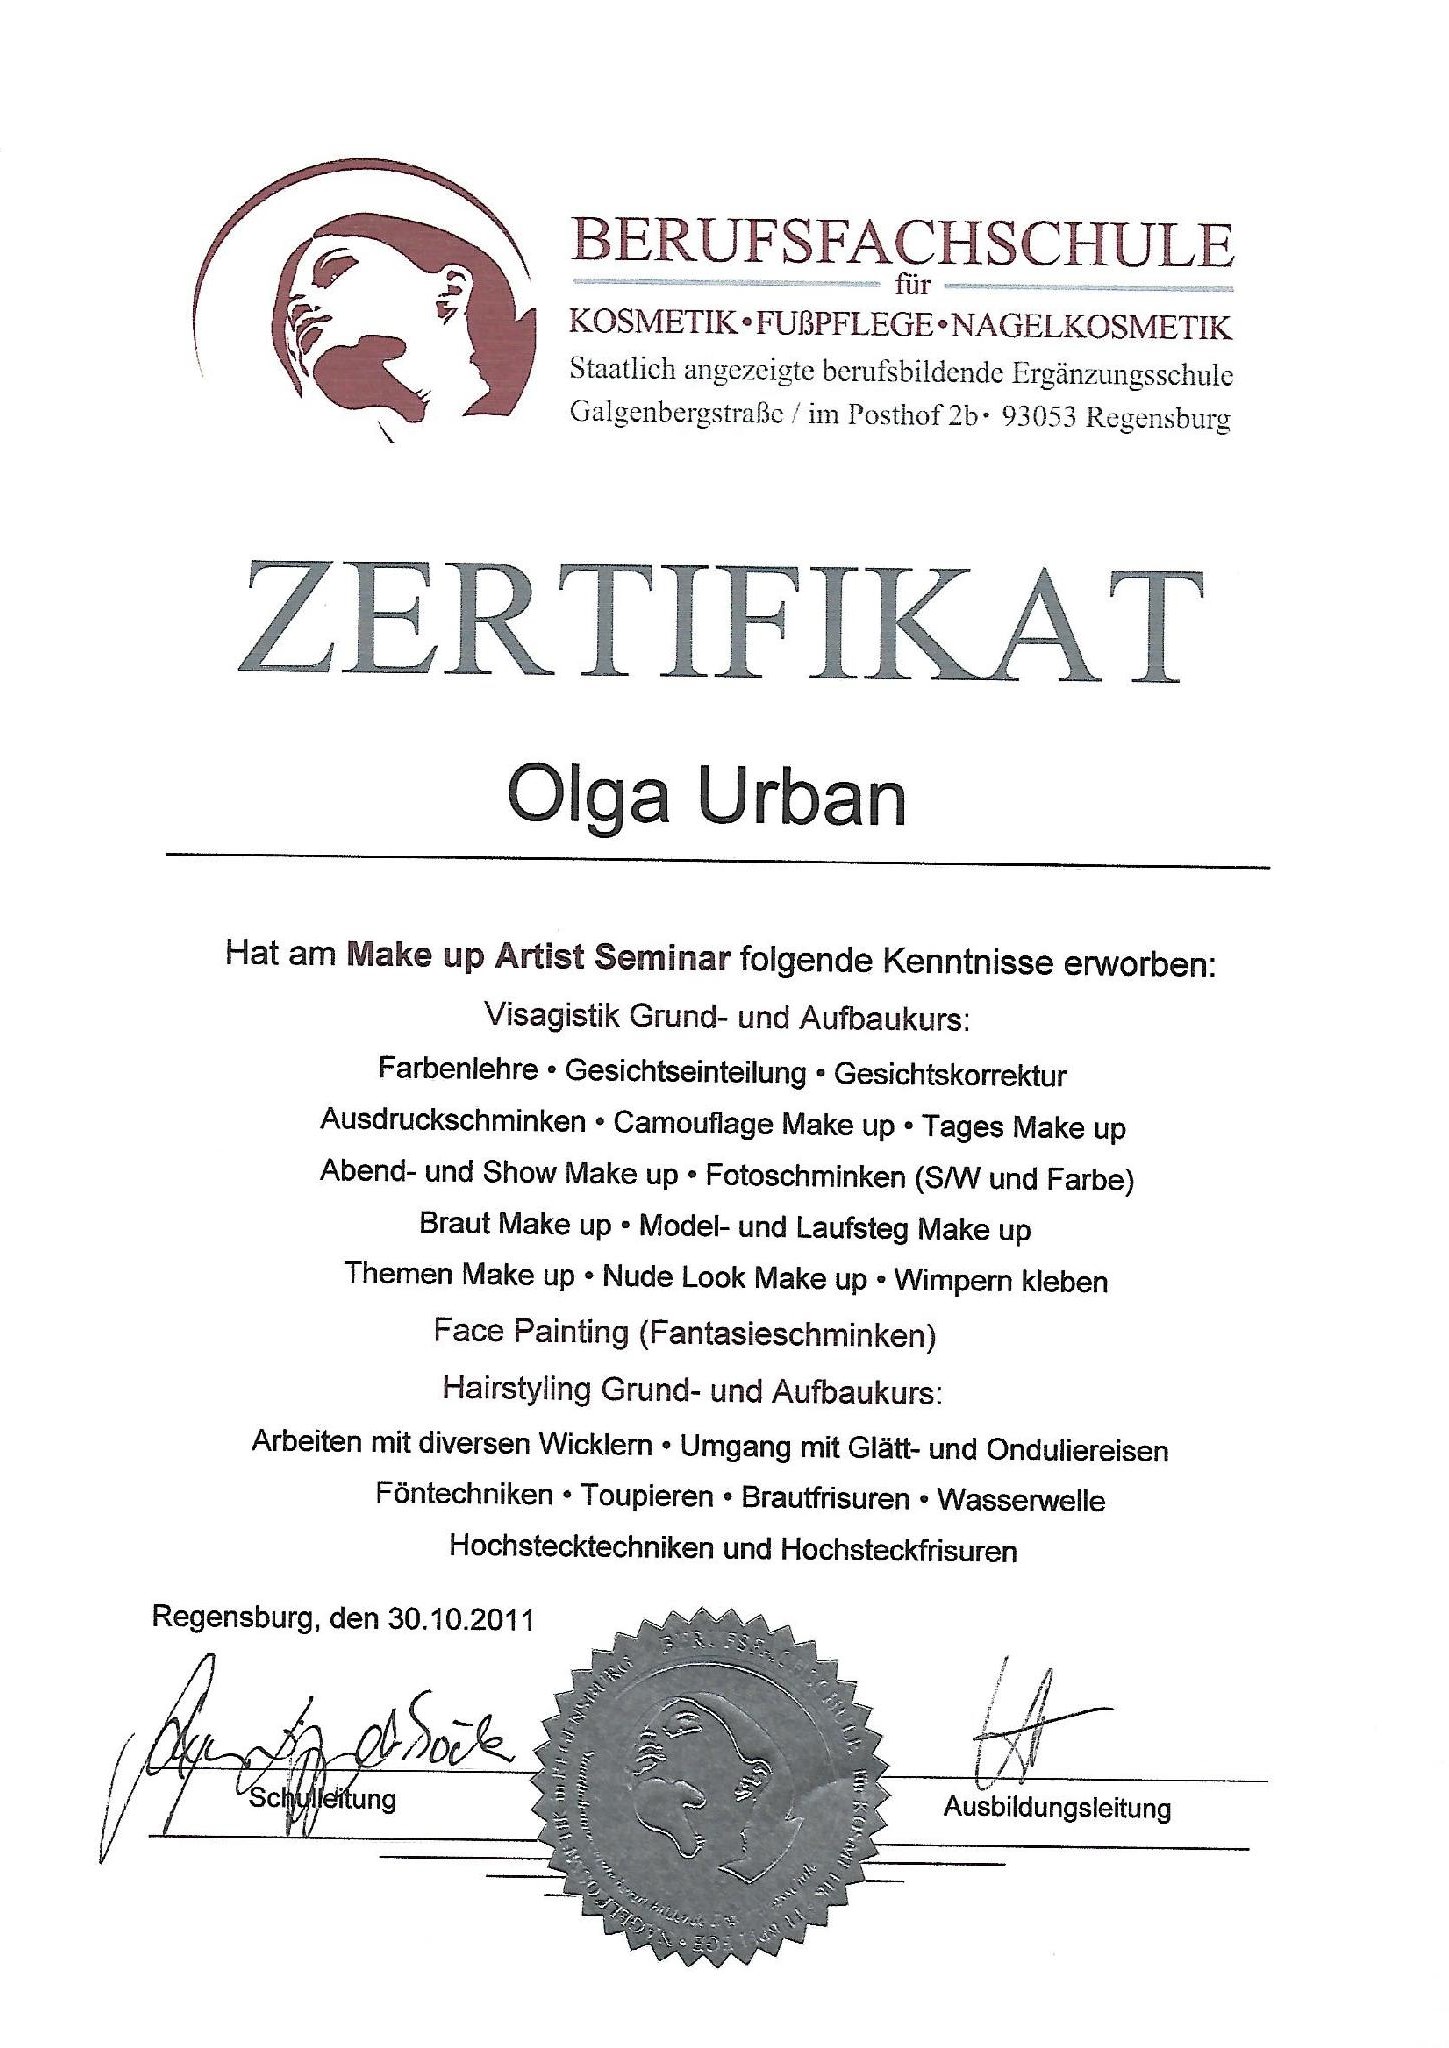 BERUFSFACHSCHULE
für
KOSMETIK•FUßPFLEGE•NAGELKOSMETIK
Staatlich angezeigte berufsbildende Ergänzungsschule
Galgenbergstraße / im Posthof 2b• 93053 Regensburg
ZERTIFIKAT
Olga Urban
Hat am Make up Artist Seminar folgende Kenntnisse erworben:
Visagistik Grund- und Aufbaukurs:
Farbenlehre • Gesichtseinteilung • Gesichtskorrektur
Ausdruckschminken • Camouflage Make up • Tages Make up
Abend- und Show Make up • Fotoschminken (S/W und Farbe)
Braut Make up • Model- und Laufsteg Make up
Themen Make up • Nude Look Make up • Wimpern kleben
Face Painting (Fantasieschminken)
Hairstyling Grund- und Aufbaukurs:
Arbeiten mit diversen Wicklern • Umgang mit Glätt- und Onduliereisen
Föntechniken • Toupieren • Brautfrisuren • Wasserwelle
Hochstecktechniken und Hochsteckfrisuren
Regensburg, den 30.10.2011
Schulleitung
Ausbildungsleitung
BERUFSFACHSCHULE